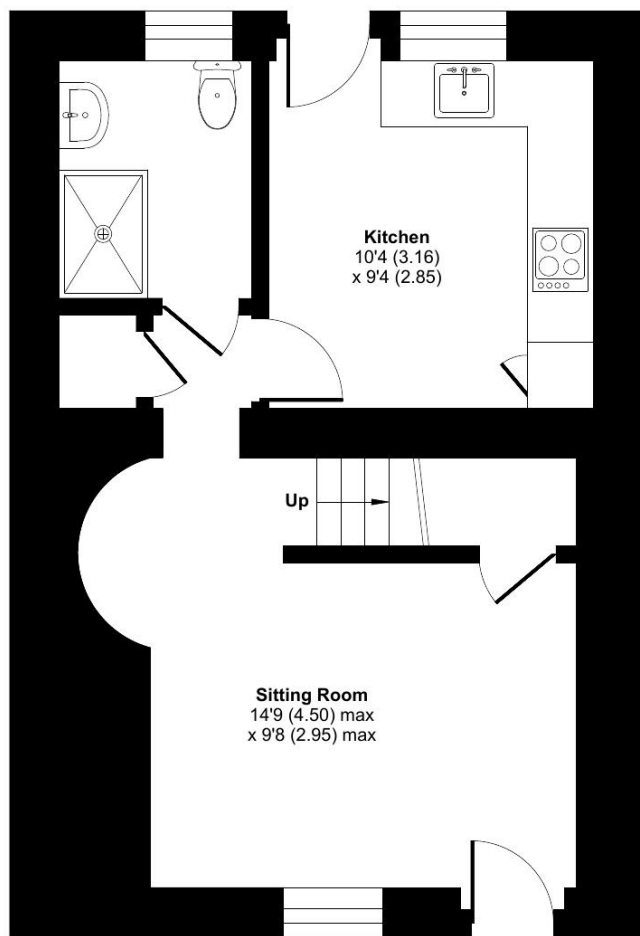 Kitchen
10'4 (3.16)
x 9'4 (2.85)
Up
Sitting Room
14'9 (4.50) max
x 9'8 (2.95) max